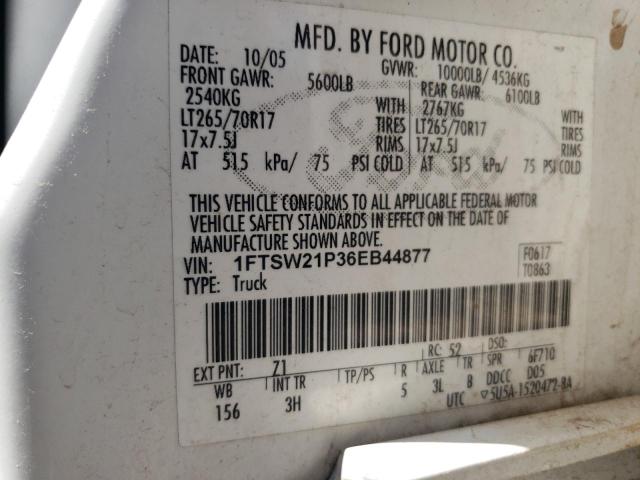 MFD. BY FORD MOTOR CO.
DATE: 10/05 GVWR: 10000LB/ 4536KG
FRONT GAWR: 5600LB REAR GAWR: 6100LB
2540KG WITH 2767KG WITH
LT265/70R17 TIRES LT265/70R17 TIRES
17x7.5J RIMS 17x7.5J RIMS
AT 515 kPa/ 75 PSI COLD AT 515 kPa/ 75 PSI COLD
THIS VEHICLE CONFORMS TO ALL APPLICABLE FEDERAL MOTOR
VEHICLE SAFETY STANDARDS IN EFFECT ON THE DATE OF
MANUFACTURE SHOWN ABOVE.
VIN: 1FTSW21P36EB44877 F0617
TYPE: Truck T0863
EXT PNT: Z1 RC: 52 DSO:
WB INT TR TP/PS R AXLE TR SPR 6F710
156 3H 5 3L B DDCC D05
UTC ▽5U5A-1520472-BA